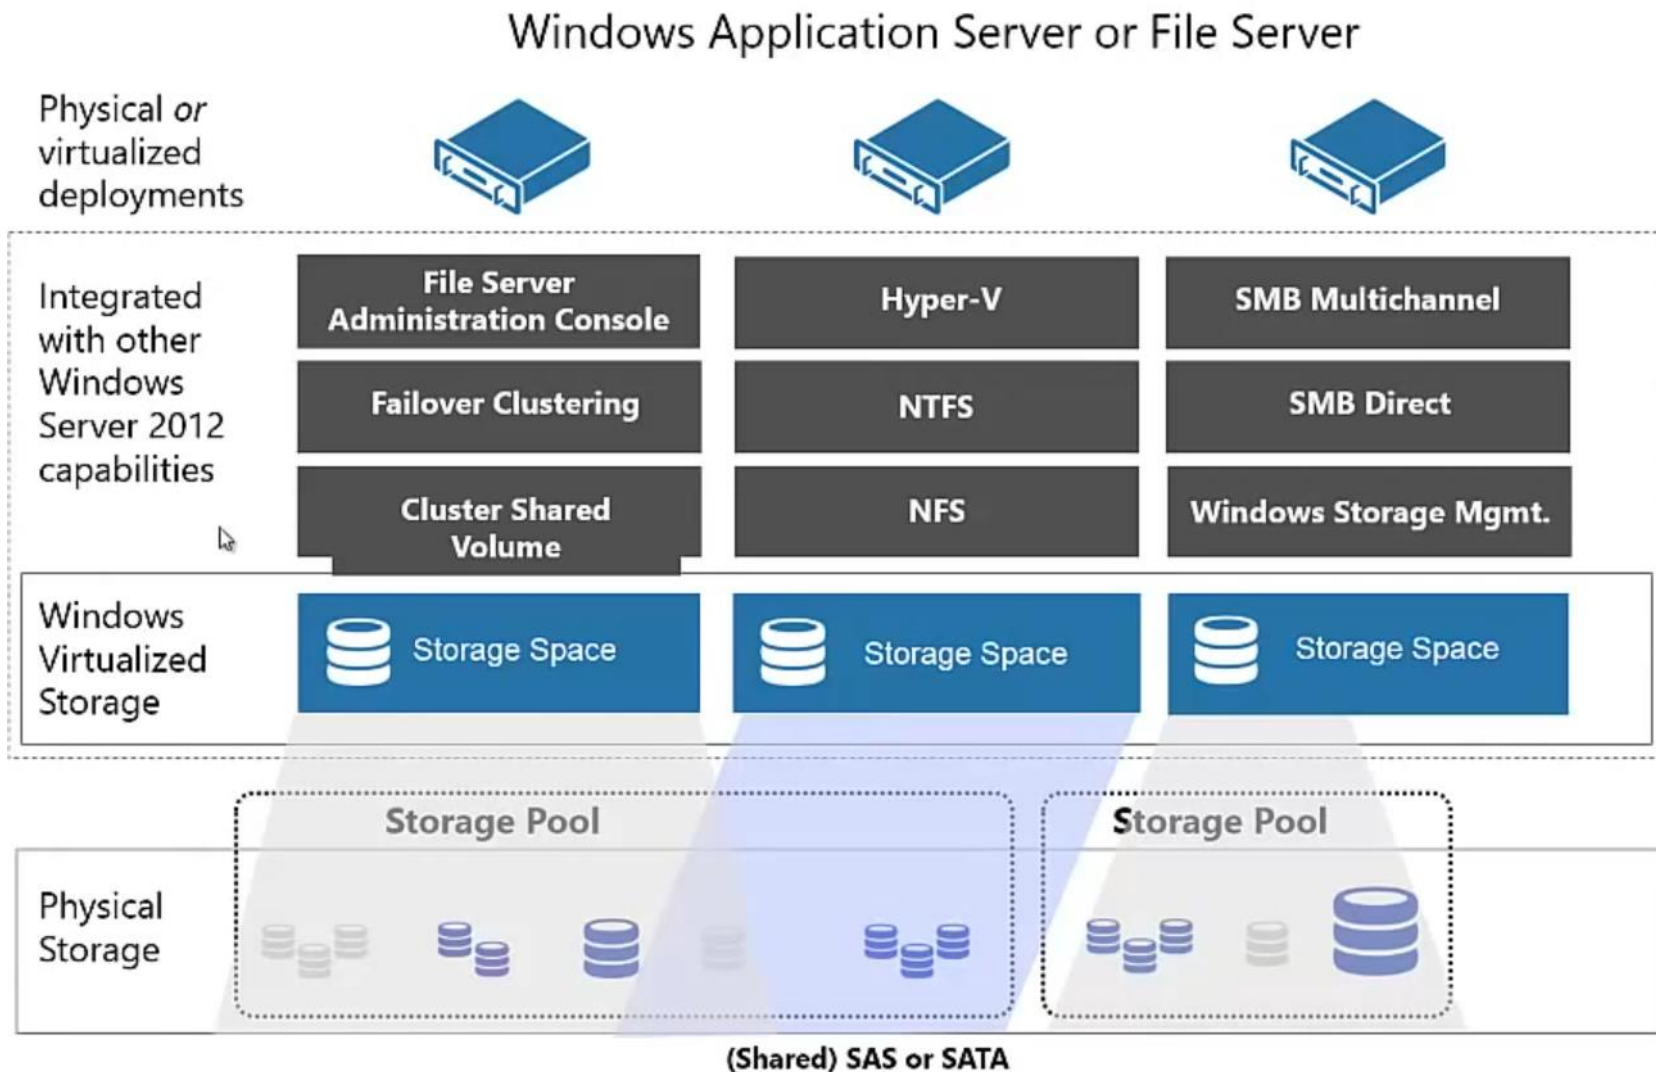 Windows Application Server or File Server
Physical or
virtualized
deployments
Integrated
with other
Windows
Server 2012
capabilities
File Server
Administration Console
Hyper-V
SMB Multichannel
Failover Clustering
NTFS
SMB Direct
Cluster Shared
Volume
NFS
Windows Storage Mgmt.
Windows
Virtualized
Storage
Storage Space
Storage Space
Storage Space
Storage Pool
Storage Pool
Physical
Storage
(Shared) SAS or SATA